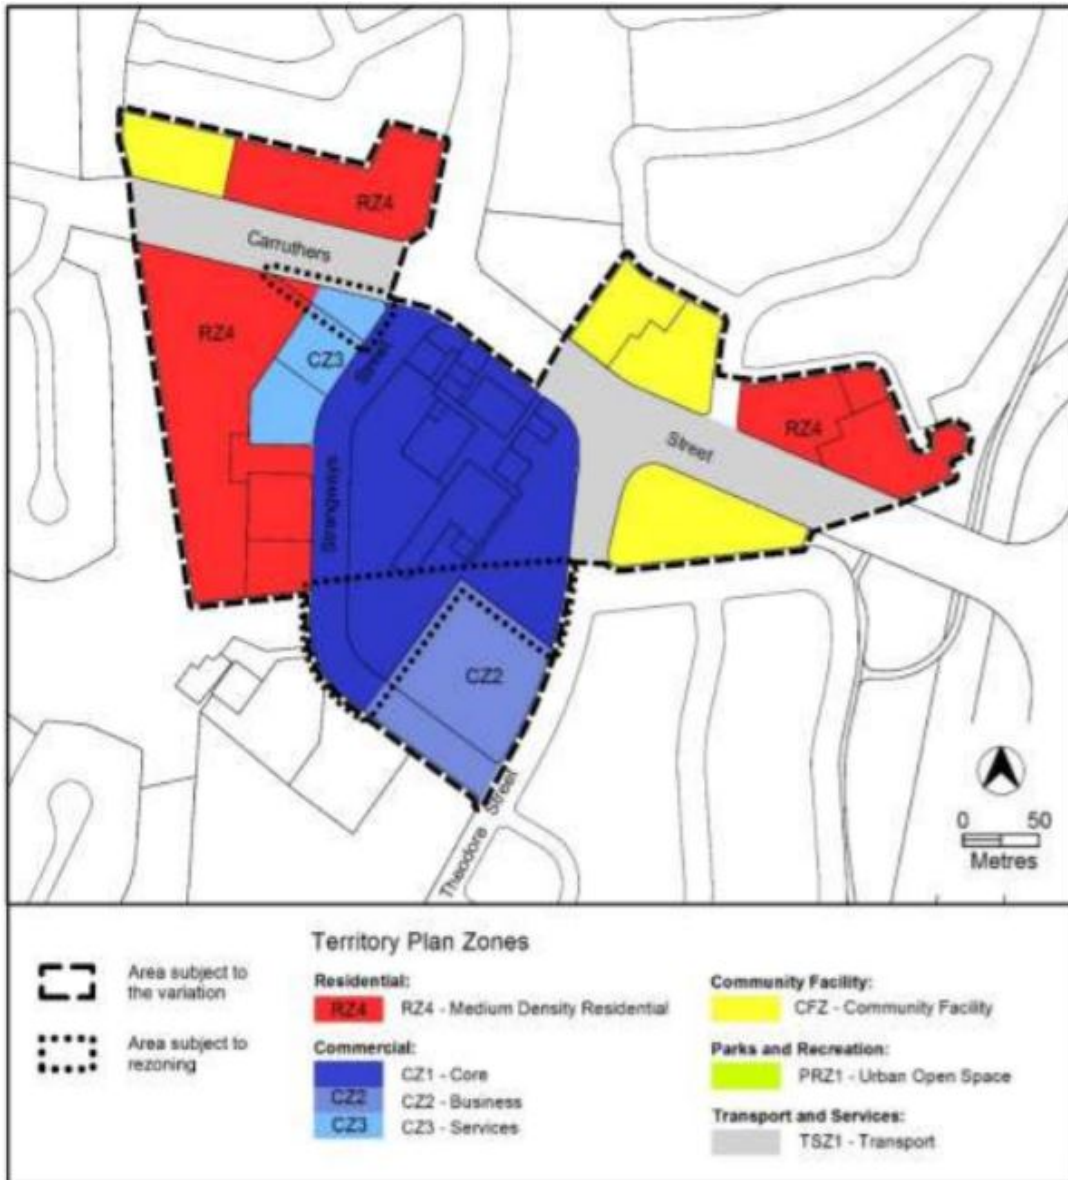 RZ4
Carruthers
RZ4
CZ3
Street
Street
RZ4
Strangways
CZ2
Theodore Street
0 50
Metres
Territory Plan Zones
Area subject to
the variation
Area subject to
rezoning
Residential:
RZ4 RZ4 - Medium Density Residential
Commercial:
CZ1 - Core
CZ2 CZ2 - Business
CZ3 CZ3 - Services
Community Facility:
CFZ - Community Facility
Parks and Recreation:
PRZ1 - Urban Open Space
Transport and Services:
TSZ1 - Transport